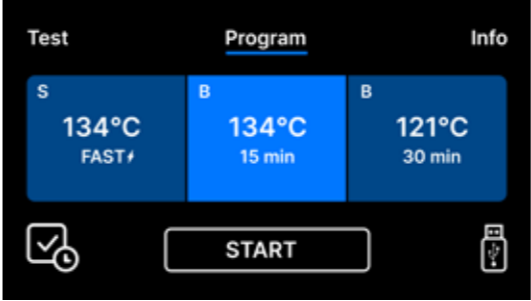 Test Program Info
S B B
134°C 134°C 121°C
FAST⚡ 15 min 30 min
START